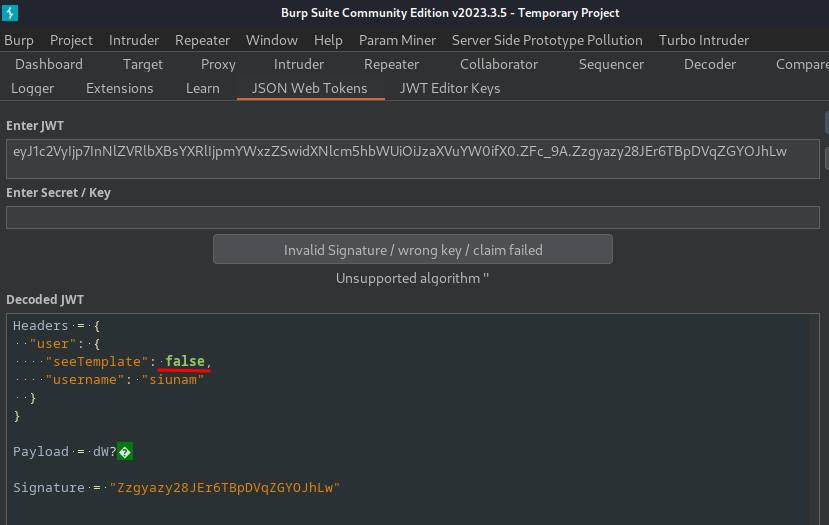 Burp Suite Community Edition v2023.3.5 - Temporary Project
Burp Project Intruder Repeater Window Help Param Miner Server Side Prototype Pollution Turbo Intruder
Dashboard Target Proxy Intruder Repeater Collaborator Sequencer Decoder Compare
Logger Extensions Learn JSON Web Tokens JWT Editor Keys
Enter JWT
eyJ1c2VyIjp7InNlZVRlbXBsYXRlIjpmYWxzZSwidXNlcm5hbWUiOiJzaXVuYW0ifX0.ZFc_9A.Zzgyazy28JEr6TBpDVqZGYOJhLw
Enter Secret / Key
Invalid Signature / wrong key / claim failed
Unsupported algorithm "
Decoded JWT
Headers = {
"user": {
"seeTemplate": false,
"username": "siunam"
}
}
Payload = dW?�
Signature = "Zzgyazy28JEr6TBpDVqZGYOJhLw"